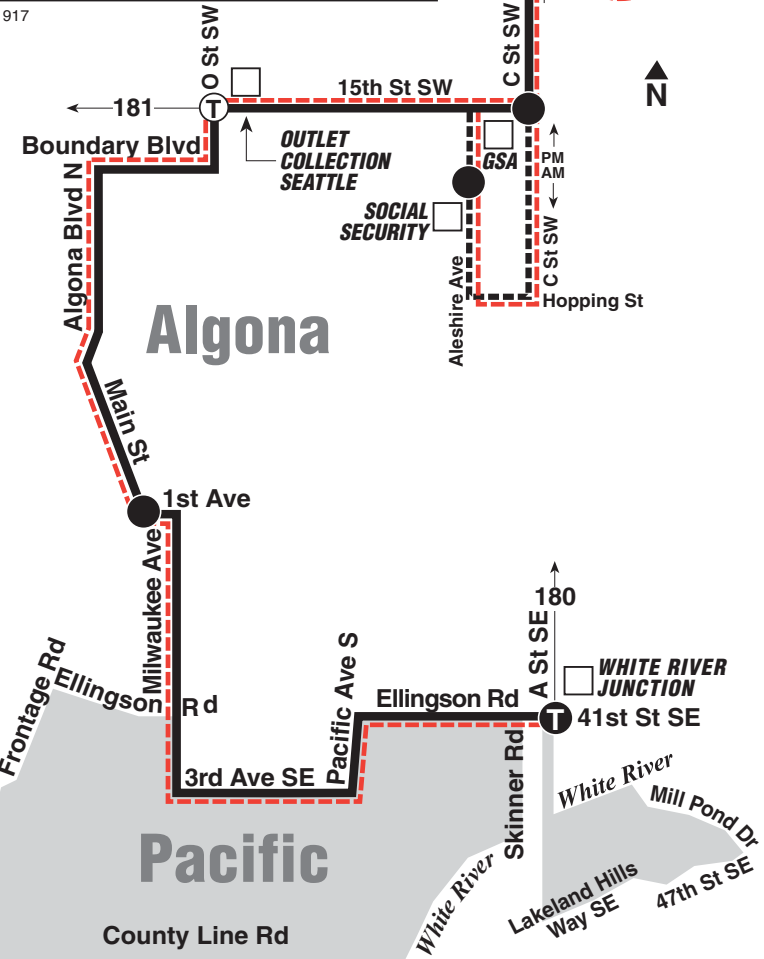 917
O St SW
C St SW
15th St SW
N
181
T
Boundary Blvd
OUTLET
COLLECTION
SEATTLE
GSA
PM
AM
SOCIAL
SECURITY
C St SW
Algona Blvd N
Aleshire Ave
Hopping St
Algona
Main St
1st Ave
Milwaukee Ave
180
A St SE
WHITE RIVER
JUNCTION
Frontage Rd
Ellingson Rd
Pacific Ave S
Ellingson Rd
T
41st St SE
3rd Ave SE
Skinner Rd
White River
Mill Pond Dr
Pacific
White River
Lakeland Hills
Way SE
47th St SE
County Line Rd